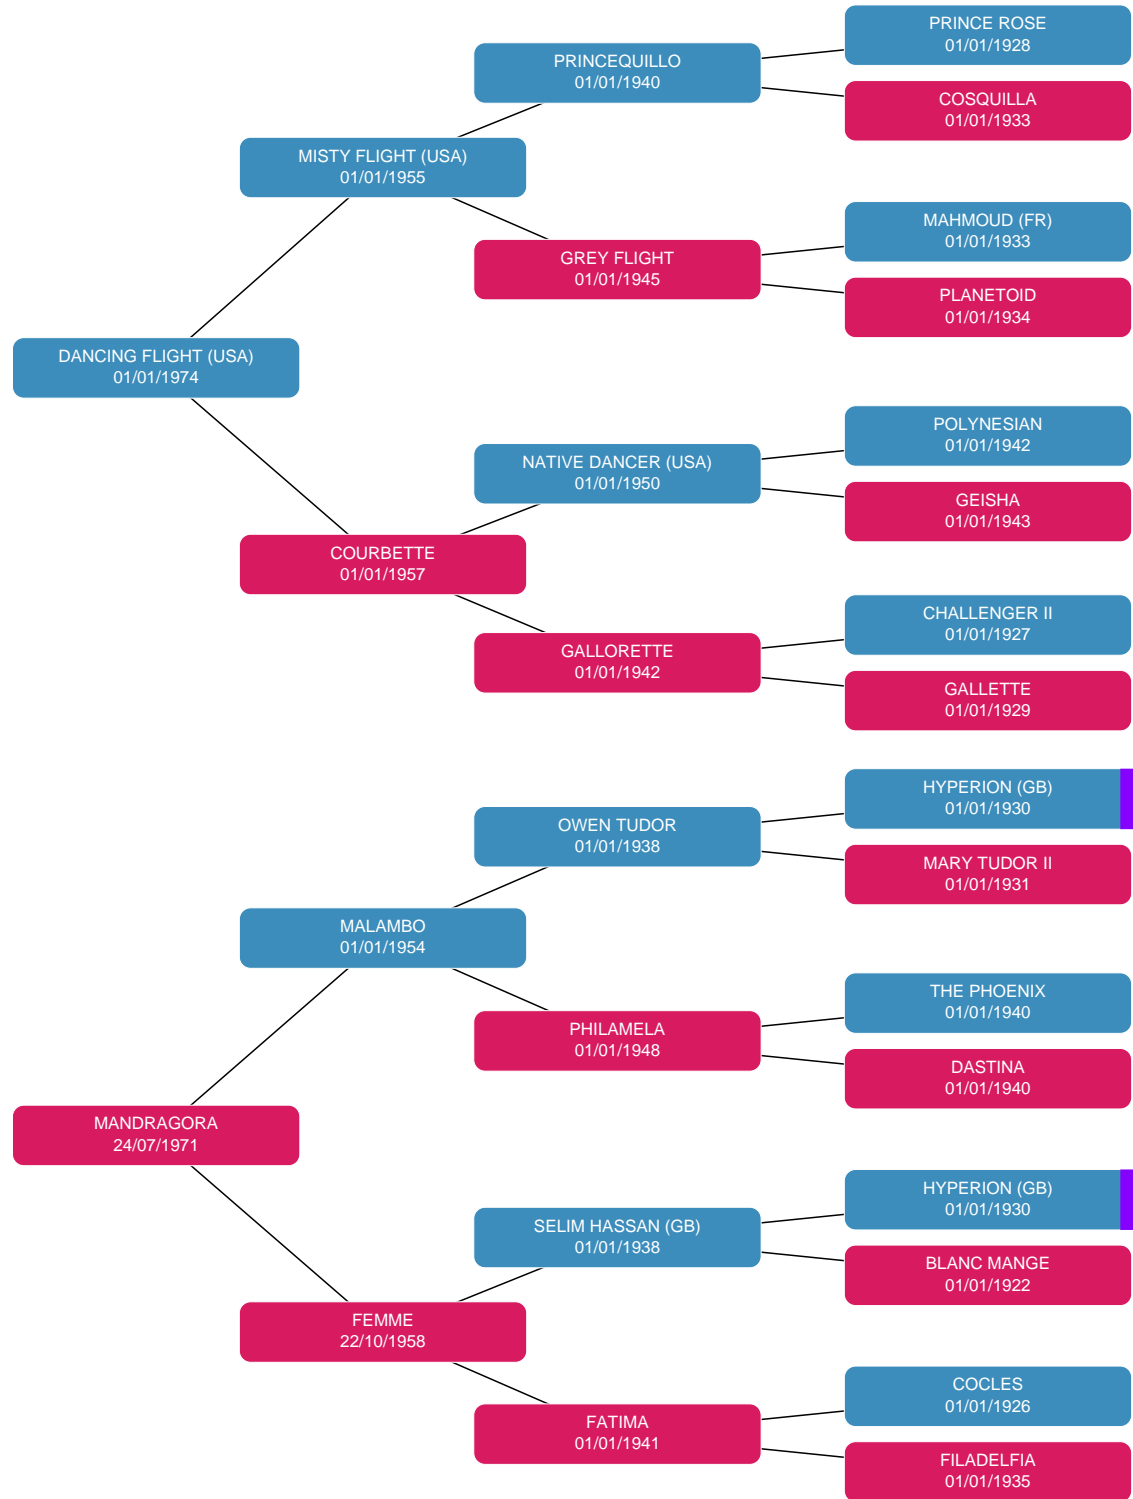 PRINCE ROSE
01/01/1928
PRINCEQUILLO
01/01/1940
COSQUILLA
01/01/1933
MISTY FLIGHT (USA)
01/01/1955
MAHMOUD (FR)
01/01/1933
GREY FLIGHT
01/01/1945
PLANETOID
01/01/1934
DANCING FLIGHT (USA)
01/01/1974
POLYNESIAN
01/01/1942
NATIVE DANCER (USA)
01/01/1950
GEISHA
01/01/1943
COURBETTE
01/01/1957
CHALLENGER II
01/01/1927
GALLORETTE
01/01/1942
GALLETTE
01/01/1929
HYPERION (GB)
01/01/1930
OWEN TUDOR
01/01/1938
MARY TUDOR II
01/01/1931
MALAMBO
01/01/1954
THE PHOENIX
01/01/1940
PHILAMELA
01/01/1948
DASTINA
01/01/1940
MANDRAGORA
24/07/1971
HYPERION (GB)
01/01/1930
SELIM HASSAN (GB)
01/01/1938
BLANC MANGE
01/01/1922
FEMME
22/10/1958
COCLES
01/01/1926
FATIMA
01/01/1941
FILADELFIA
01/01/1935